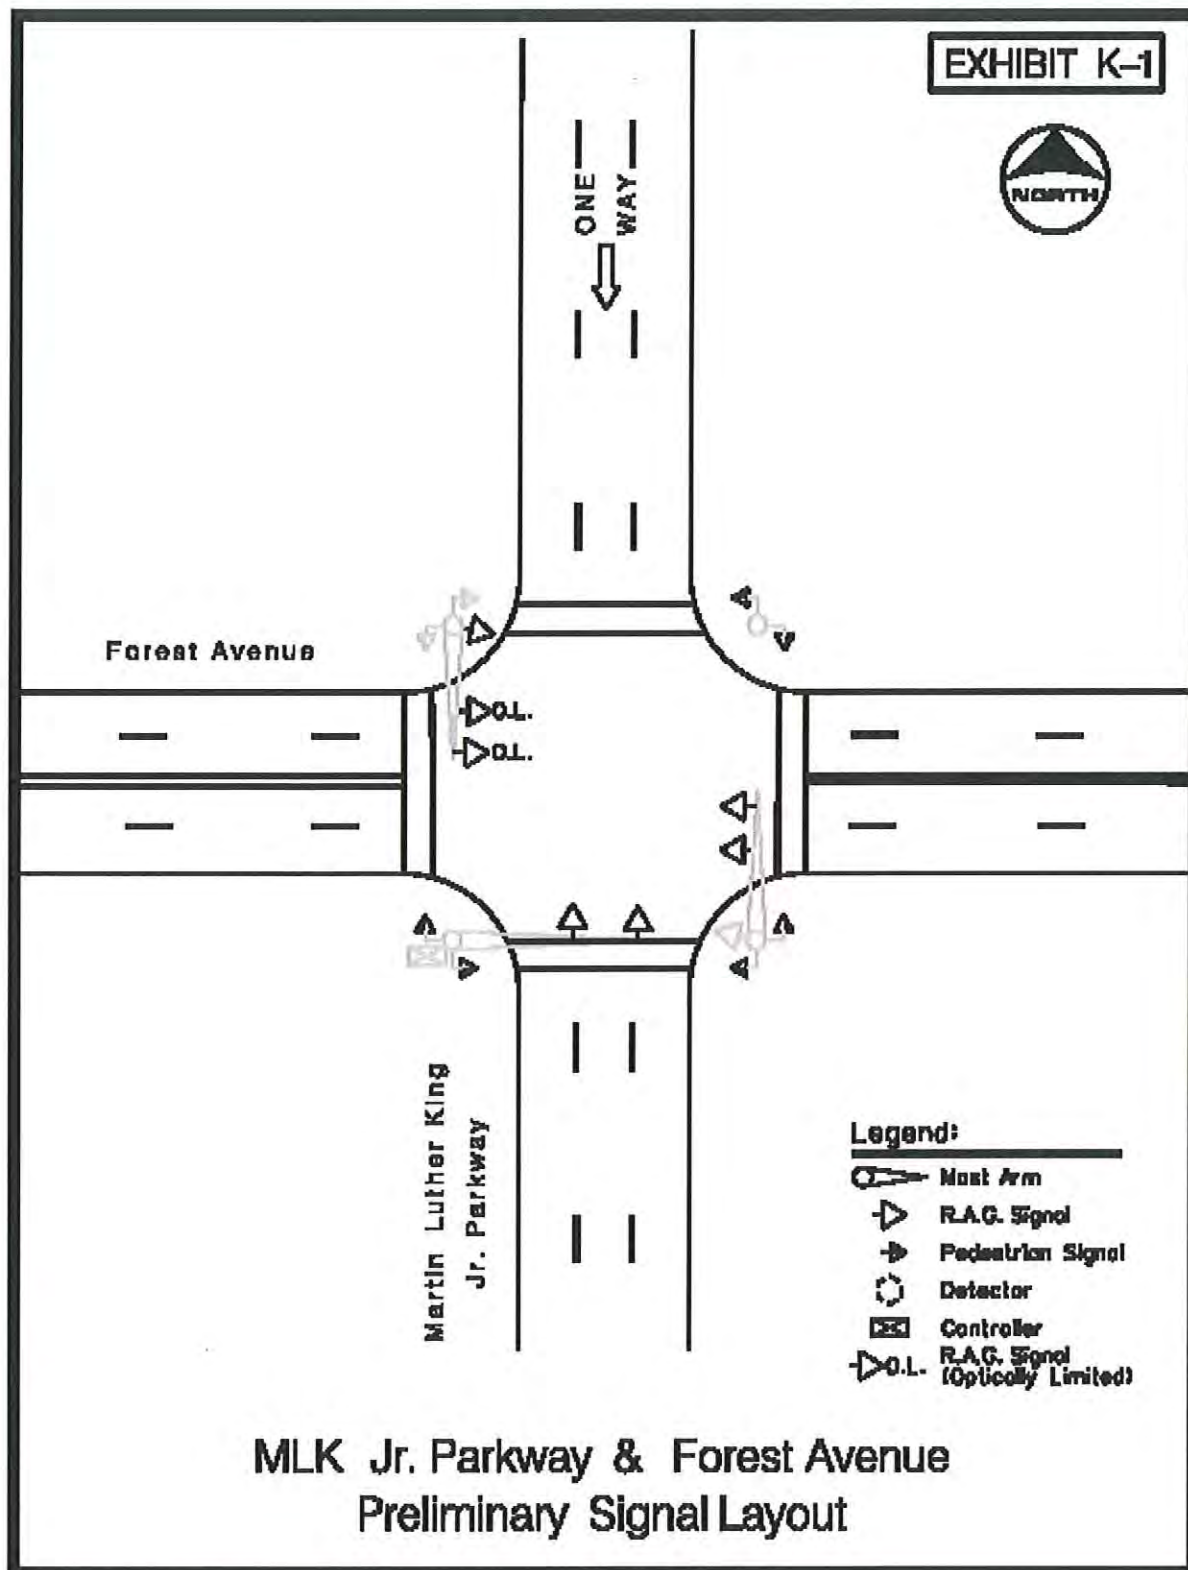 EXHIBIT K-1
NORTH
ONE
WAY
Forest Avenue
O.L.
O.L.
Martin Luther King
Jr. Parkway
Legend:
Mast Arm
R.A.G. Signal
Pedestrian Signal
Detector
Controller
O.L. R.A.G. Signal
(Optically Limited)
MLK Jr. Parkway & Forest Avenue
Preliminary Signal Layout